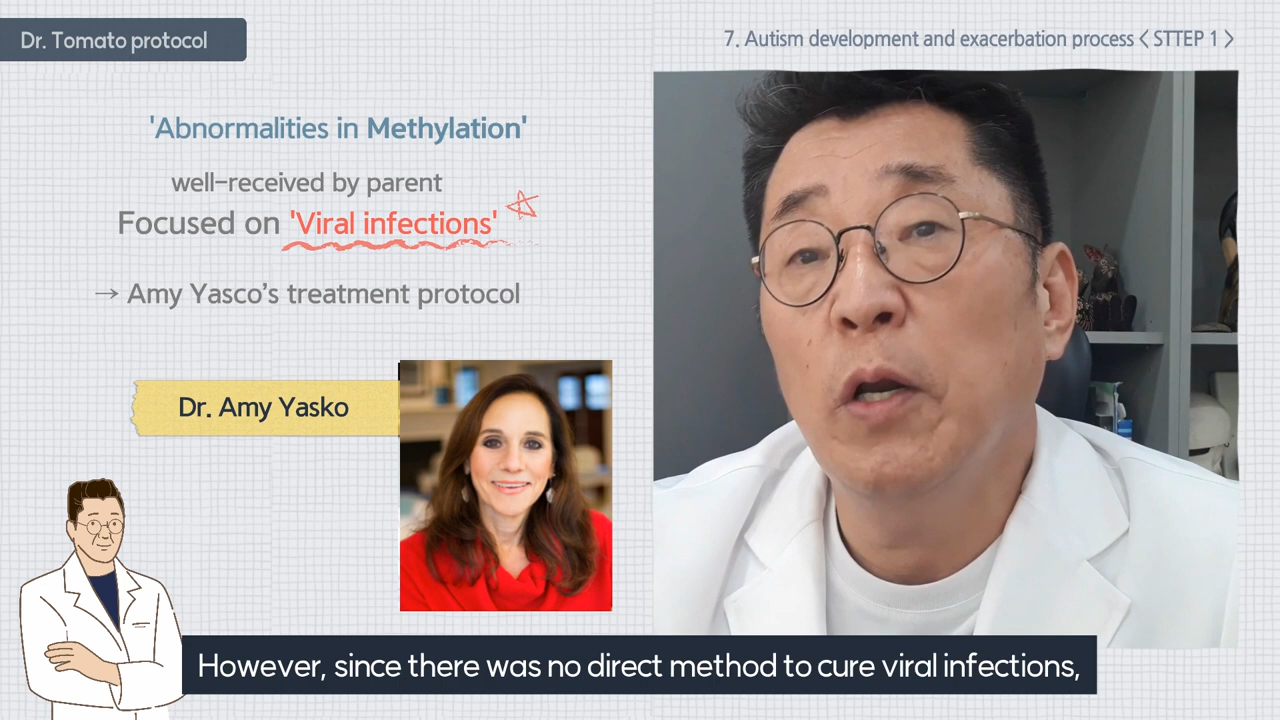 Dr. Tomato protocol
7. Autism development and exacerbation process < STTEP 1 >
'Abnormalities in Methylation'
well-received by parent
Focused on 'Viral infections'
→ Amy Yasco's treatment protocol
Dr. Amy Yasko
However, since there was no direct method to cure viral infections,